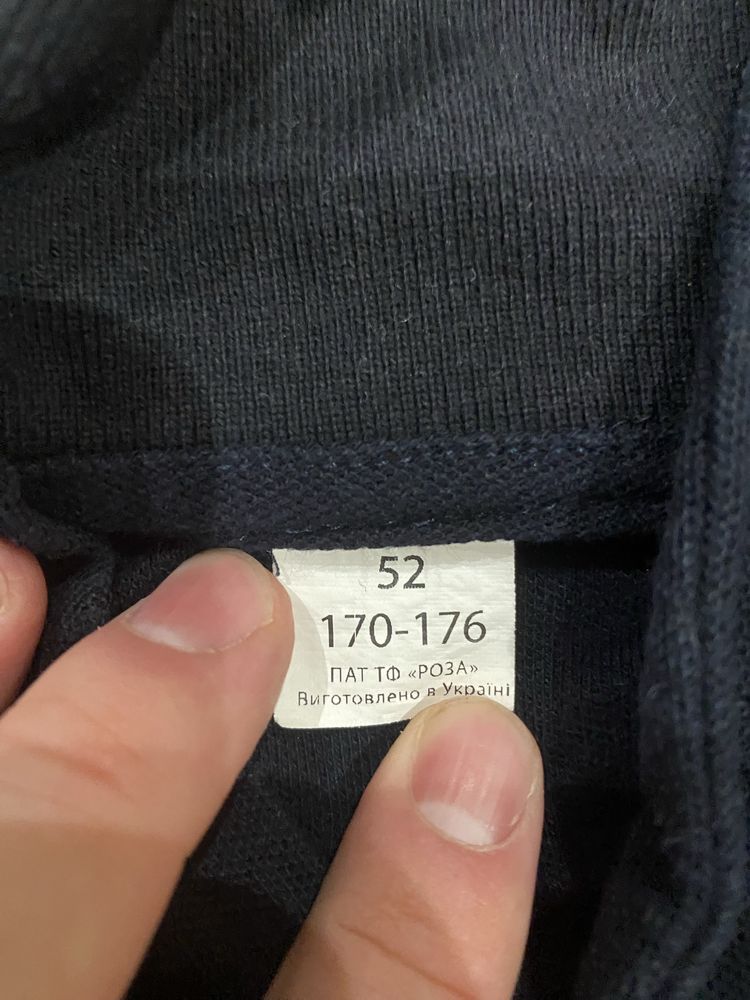 52
170-176
ПАТ ТФ «РОЗА»
Виготовлено в Україні